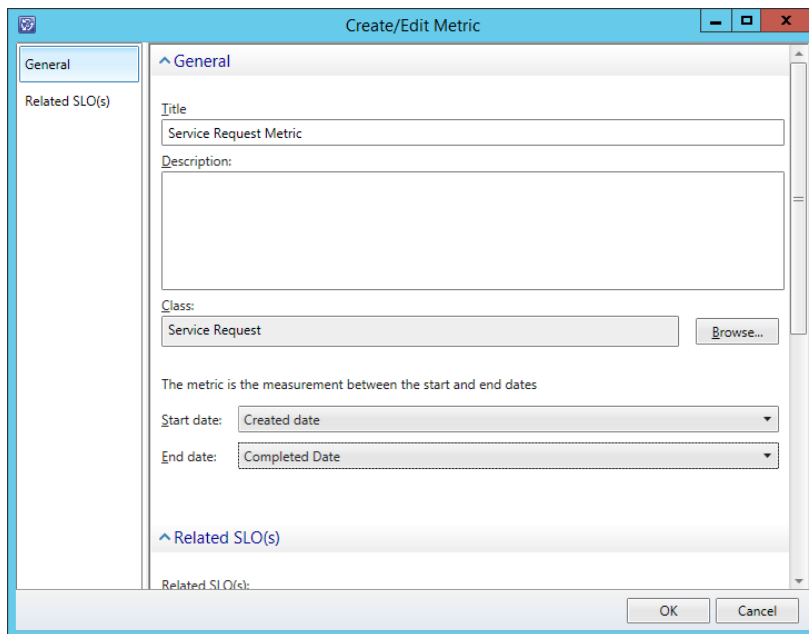 Create/Edit Metric
General
Related SLO(s)
General
Title
Service Request Metric
Description:
Class:
Service Request
Browse...
The metric is the measurement between the start and end dates
Start date: Created date
End date: Completed Date
Related SLO(s)
Related SLO(s):
OK Cancel